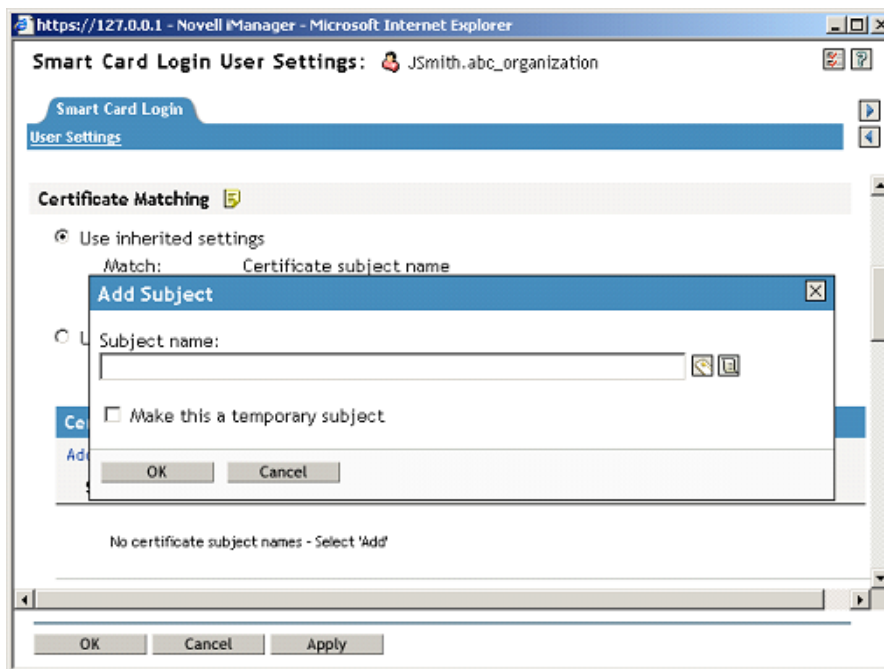 https://127.0.0.1 - Novell iManager - Microsoft Internet Explorer
Smart Card Login User Settings: JSmith.abc_organization
Smart Card Login
User Settings
Certificate Matching
Use inherited settings
Match: Certificate subject name
Add Subject
Subject name:
Make this a temporary subject
OK Cancel
No certificate subject names - Select 'Add'
OK Cancel Apply